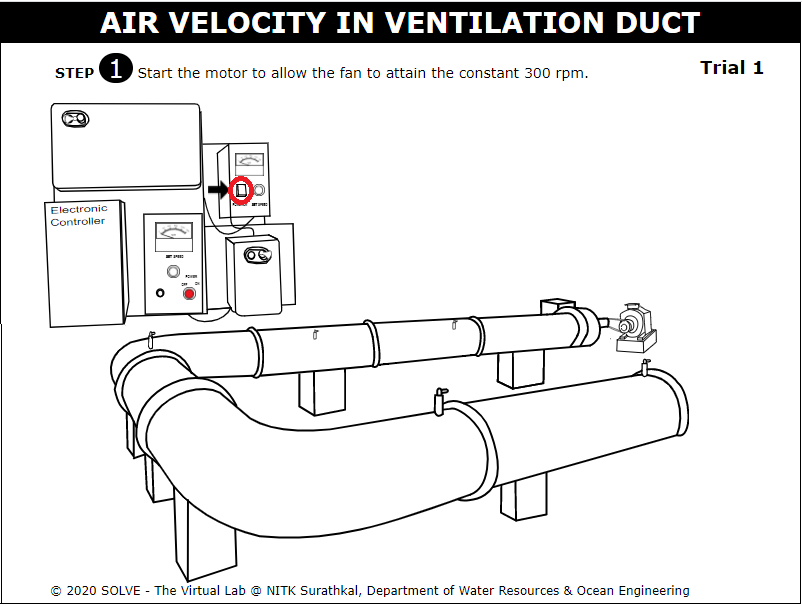 AIR VELOCITY IN VENTILATION DUCT
STEP 1 Start the motor to allow the fan to attain the constant 300 rpm.
Trial 1
SET SPEED
Electronic
Controller
SET SPEED
POWER
OFF ON
© 2020 SOLVE - The Virtual Lab @ NITK Surathkal, Department of Water Resources & Ocean Engineering